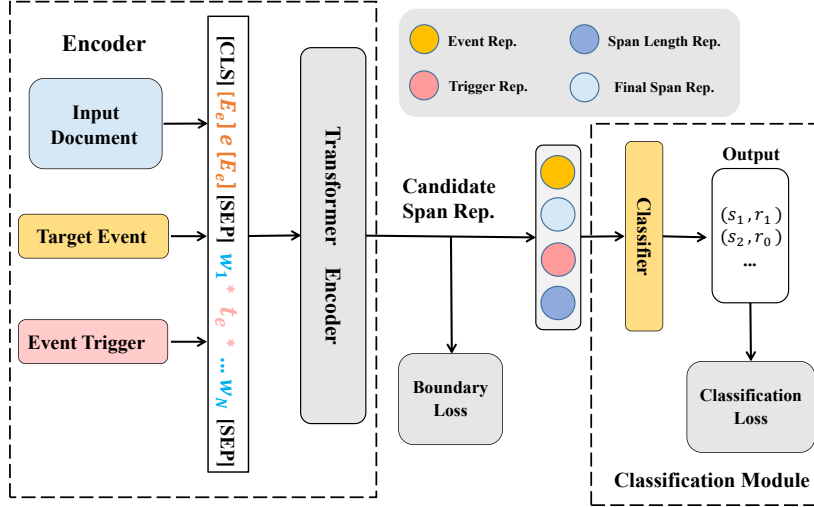 Encoder
Input
Document
Target Event
Event Trigger
[CLS] [E_e] e [E_e] [SEP] w_1 * t_e * ... w_N [SEP]
Transformer Encoder
Event Rep.
Span Length Rep.
Trigger Rep.
Final Span Rep.
Candidate
Span Rep.
Boundary
Loss
Classifier
Output
(s_1, r_1)
(s_2, r_0)
...
Classification
Loss
Classification Module